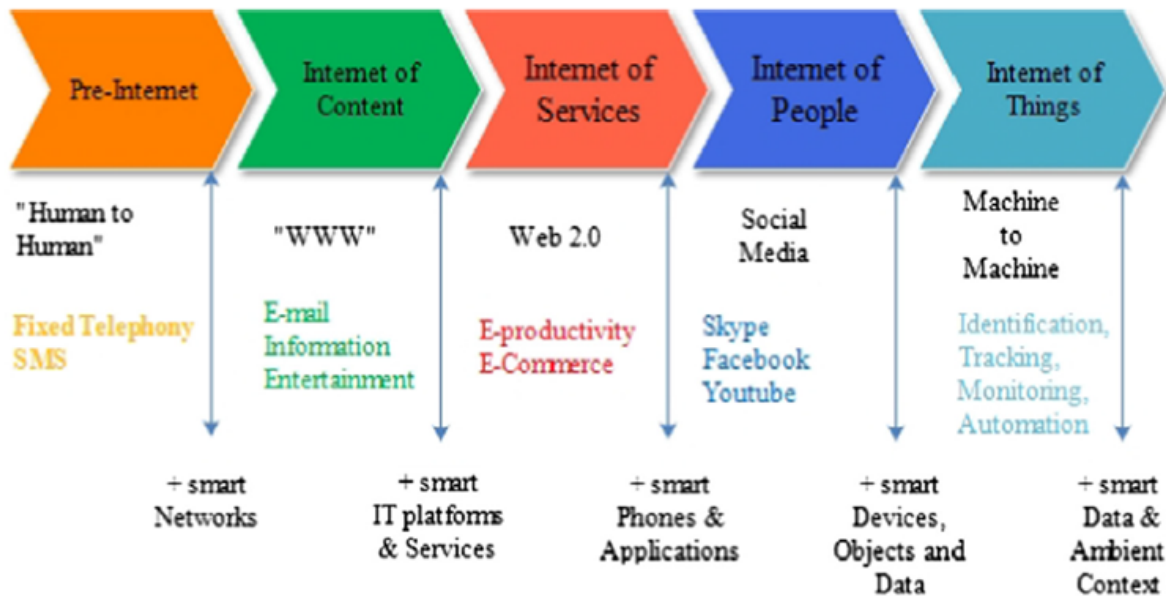 Pre-Internet
Internet of
Content
Internet of
Services
Internet of
People
Internet of
Things
"Human to
Human"
"WWW"
Web 2.0
Social
Media
Machine
to
Machine
Fixed Telephony
SMS
E-mail
Information
Entertainment
E-productivity
E-Commerce
Skype
Facebook
Youtube
Identification,
Tracking,
Monitoring,
Automation
+ smart
Networks
+ smart
IT platforms
& Services
+ smart
Phones &
Applications
+ smart
Devices,
Objects and
Data
+ smart
Data &
Ambient
Context